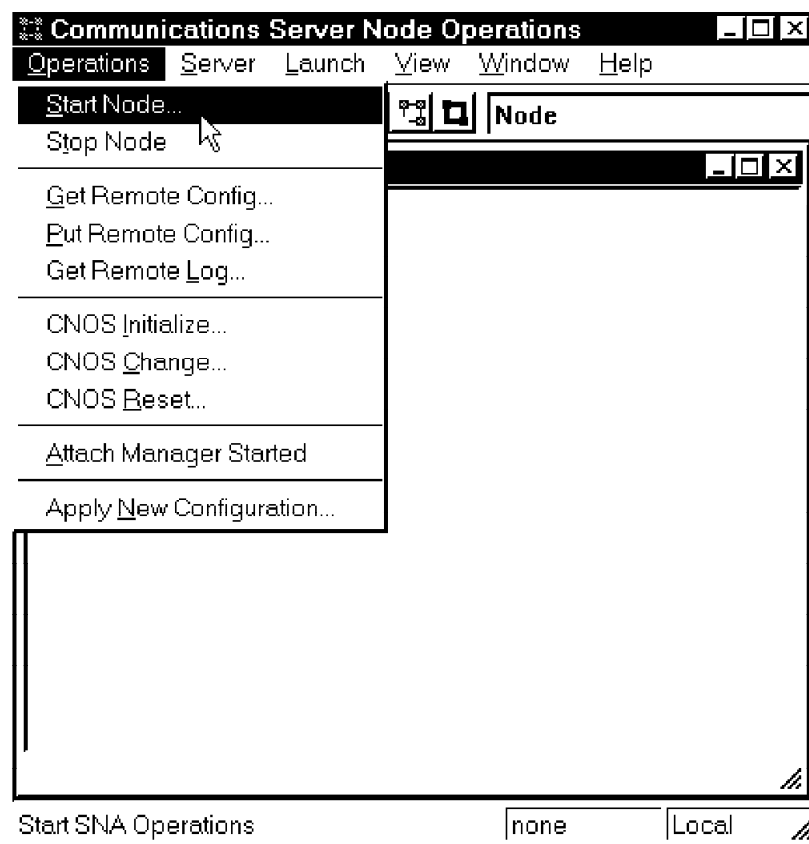 Communications Server Node Operations
Operations Server Launch View Window Help
Start Node...
Node
Stop Node
Get Remote Config...
Put Remote Config...
Get Remote Log...
CNOS Initialize...
CNOS Change...
CNOS Reset...
Attach Manager Started
Apply New Configuration...
Start SNA Operations none Local